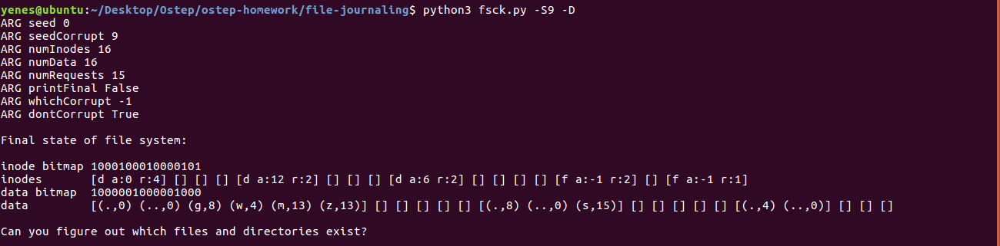 yenes@ubuntu:~/Desktop/Ostep/ostep-homework/file-journaling$ python3 fsck.py -S9 -D
ARG seed 0
ARG seedCorrupt 9
ARG numInodes 16
ARG numData 16
ARG numRequests 15
ARG printFinal False
ARG whichCorrupt -1
ARG dontCorrupt True
Final state of file system:
inode bitmap 1000100010000101
inodes       [d a:0 r:4] [] [] [] [d a:12 r:2] [] [] [] [d a:6 r:2] [] [] [] [] [f a:-1 r:2] [] [f a:-1 r:1]
data bitmap  1000001000001000
data         [(.,0) (..,0) (g,8) (w,4) (m,13) (z,13)] [] [] [] [] [] [(.,8) (..,0) (s,15)] [] [] [] [] [] [(.,4) (..,0)] [] [] []
Can you figure out which files and directories exist?